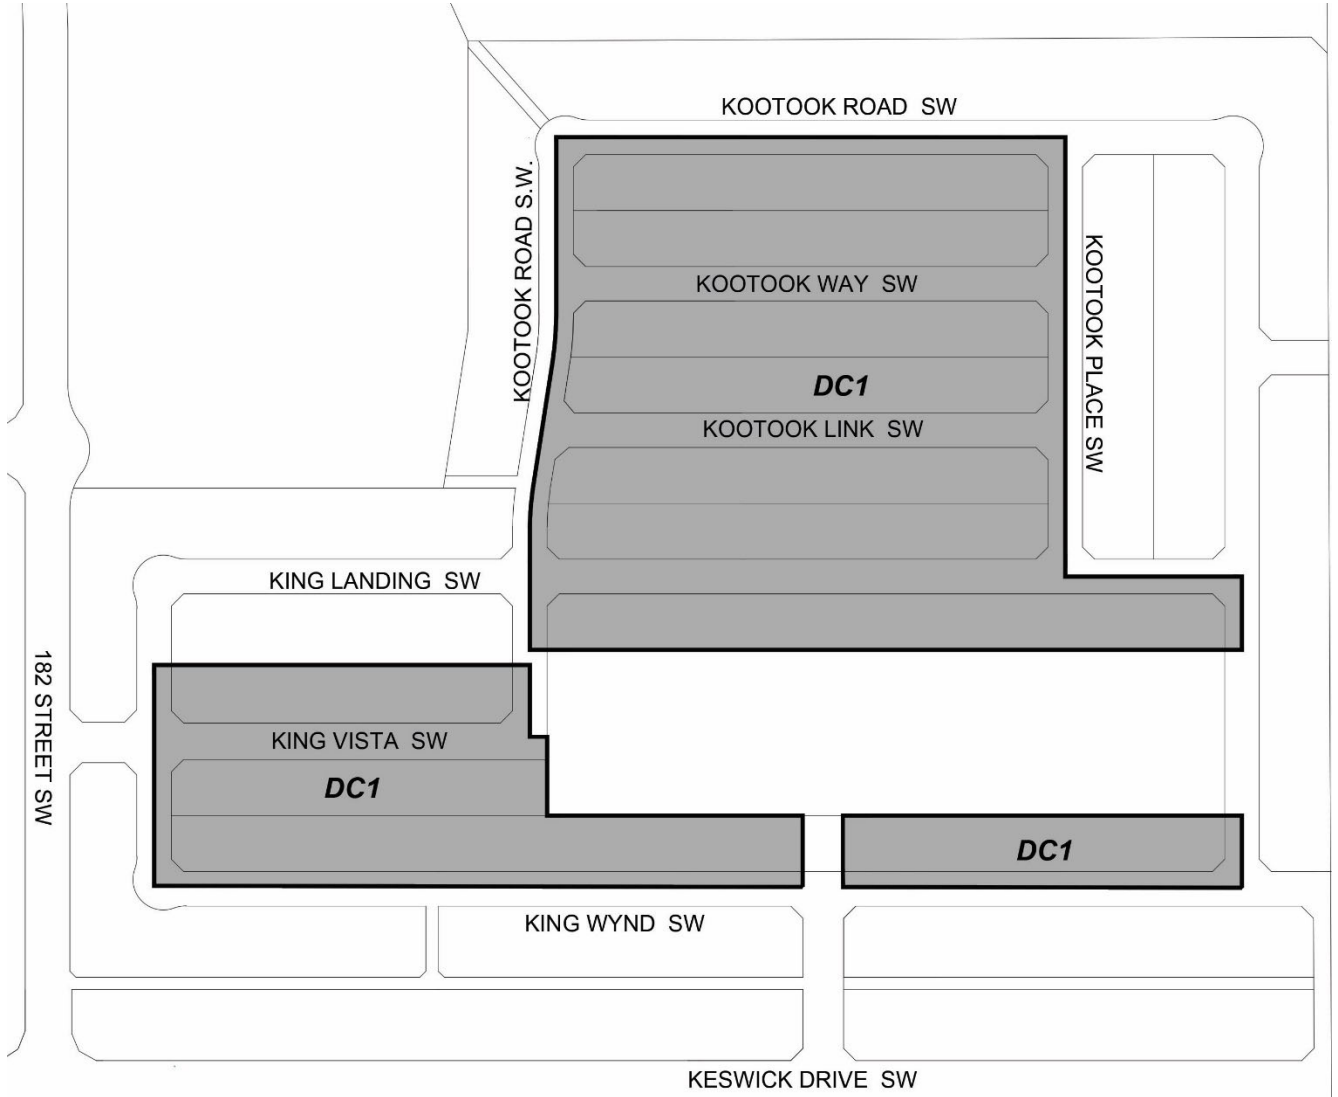 KOOTOOK ROAD SW
KOOTOOK ROAD S.W.
KOOTOOK WAY SW
KOOTOOK PLACE SW
DC1
KOOTOOK LINK SW
KING LANDING SW
182 STREET SW
KING VISTA SW
DC1
DC1
KING WYND SW
KESWICK DRIVE SW